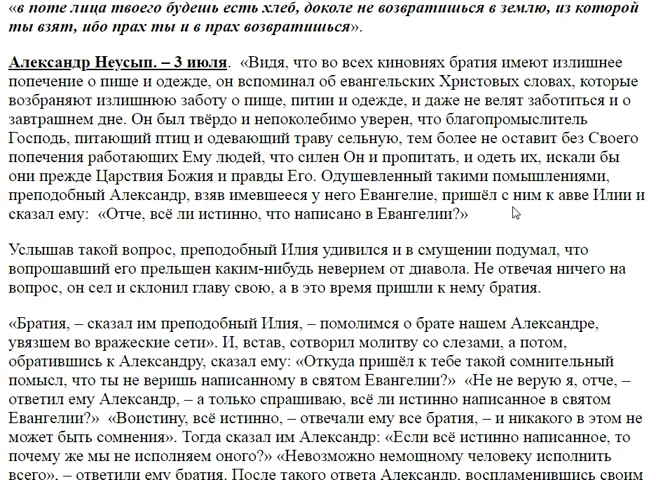 «в поте лица твоего будешь есть хлеб, доколе не возвратишься в землю, из которой
ты взят, ибо прах ты и в прах возвратишься».
Александр Неусып. – 3 июля. «Видя, что во всех киновиях братия имеют излишнее
попечение о пище и одежде, он вспоминал об евангельских Христовых словах, которые
возбраняют излишнюю заботу о пище, питии и одежде, и даже не велят заботиться и о
завтрашнем дне. Он был твёрдо и непоколебимо уверен, что благопромыслитель
Господь, питающий птиц и одевающий траву сельную, тем более не оставит без Своего
попечения работающих Ему людей, что силен Он и пропитать, и одеть их, искали бы
они прежде Царствия Божия и правды Его. Одушевленный такими помышлениями,
преподобный Александр, взяв имевшееся у него Евангелие, пришёл с ним к авве Илии и
сказал ему: «Отче, всё ли истинно, что написано в Евангелии?»
Услышав такой вопрос, преподобный Илия удивился и в смущении подумал, что
вопрошавший его прельщен каким-нибудь неверием от диавола. Не отвечая ничего на
вопрос, он сел и склонил главу свою, а в это время пришли к нему братия.
«Братия, – сказал им преподобный Илия, – помолимся о брате нашем Александре,
увязшем во вражеские сети». И, встав, сотворил молитву со слезами, а потом,
обратившись к Александру, сказал ему: «Откуда пришёл к тебе такой сомнительный
помысл, что ты не веришь написанному в святом Евангелии?» «Не не верую я, отче, –
ответил ему Александр, – а только спрашиваю, всё ли истинно написанное в святом
Евангелии?» «Воистину, всё истинно, – отвечали ему все братия, – и никакого в этом не
может быть сомнения». Тогда сказал им Александр: «Если всё истинно написанное, то
почему же мы не исполняем оного?» «Невозможно немощному человеку исполнить
всего», – ответили ему братия. После такого ответа Александр, воспламенившись своим